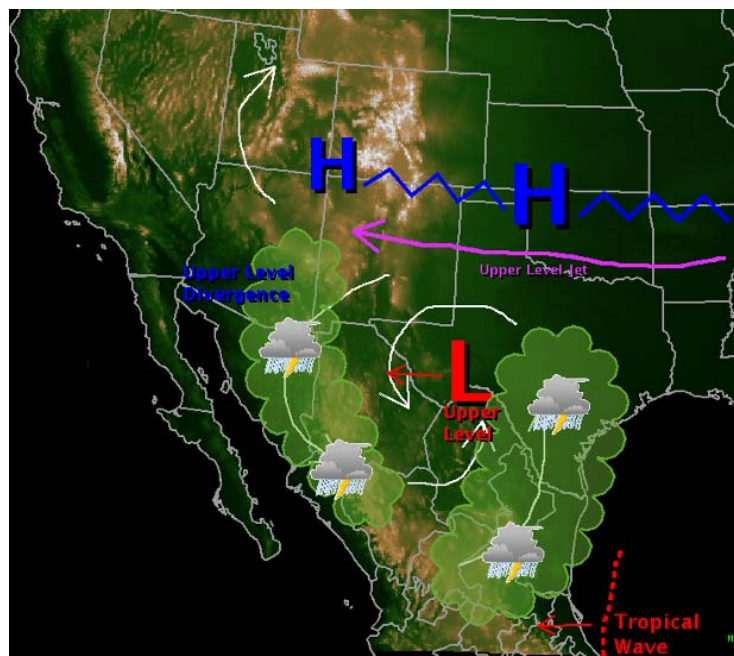 H
H
Upper Level Jet
Upper Level
Divergence
L
Upper
Level
Tropical
Wave